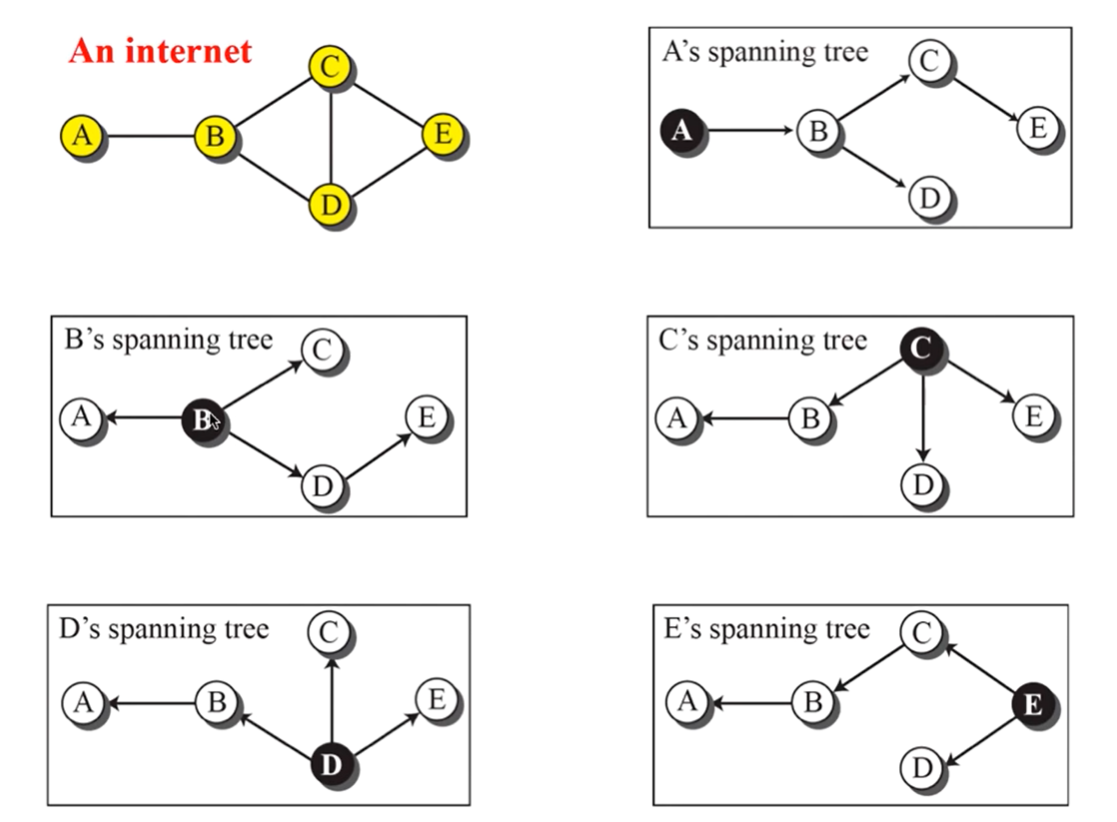 An internet
C
A
B
E
D
A’s spanning tree
C
A
B
E
D
B’s spanning tree
C
A
B
E
D
C’s spanning tree
C
A
B
E
D
D’s spanning tree
C
A
B
E
D
E’s spanning tree
C
A
B
E
D